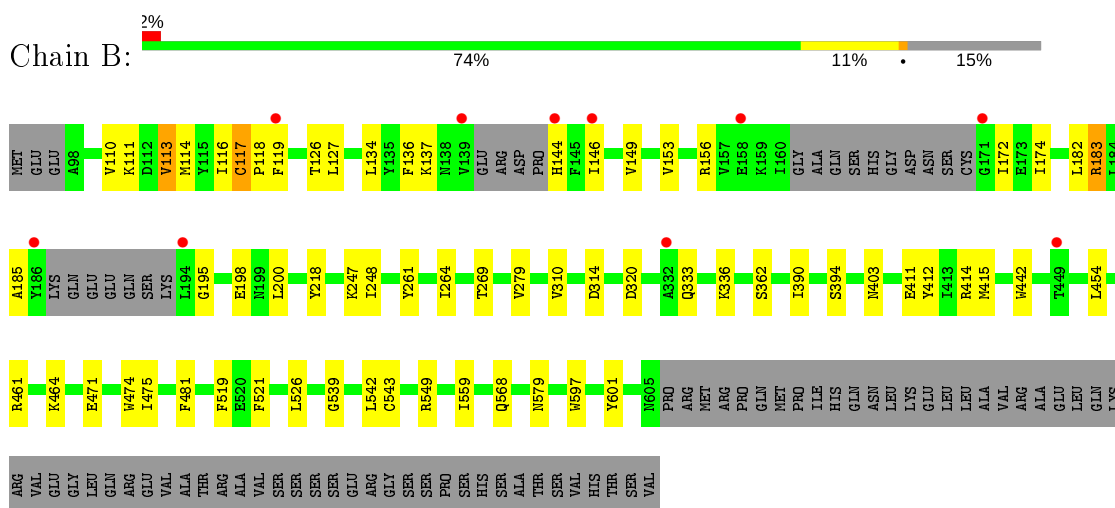 2%
Chain B:
74% 11% • 15%
MET GLU GLU A98 V110 K111 D112 V113 M114 Y115 I116 C117 P118 F119 T126 L127 L134 Y135 F136 K137 N138 V139 GLU ARG ASP PRO H144 F145 I146 V149 V153 R156 V157 E158 K159 I160 GLY ALA GLN SER HIS GLY ASP ASN SER CYS G171 I172 E173 I174 L182 R183 L184
A185 Y186 LYS GLN GLU GLU GLN SER LYS L194 G195 E198 N199 L200 Y218 K247 I248 Y261 I264 T269 V279 V310 D314 D320 A332 Q333 K336 S362 I390 S394 N403 E411 Y412 I413 R414 M415 W442 T449 L454
R461 K464 E471 W474 I475 F481 F519 E520 F521 L526 G539 L542 C543 R549 I559 Q568 N579 W597 Y601 N605 PRO ARG MET ARG PRO GLN MET PRO ILE HIS GLN ASN LEU LYS GLU LEU LEU ALA VAL ARG ALA GLU LEU GLN LYS
ARG VAL GLU GLY LEU GLN ARG GLU VAL ALA THR ARG ALA VAL SER SER SER SER GLU ARG GLY SER SER PRO SER HIS SER ALA THR SER VAL HIS THR SER VAL